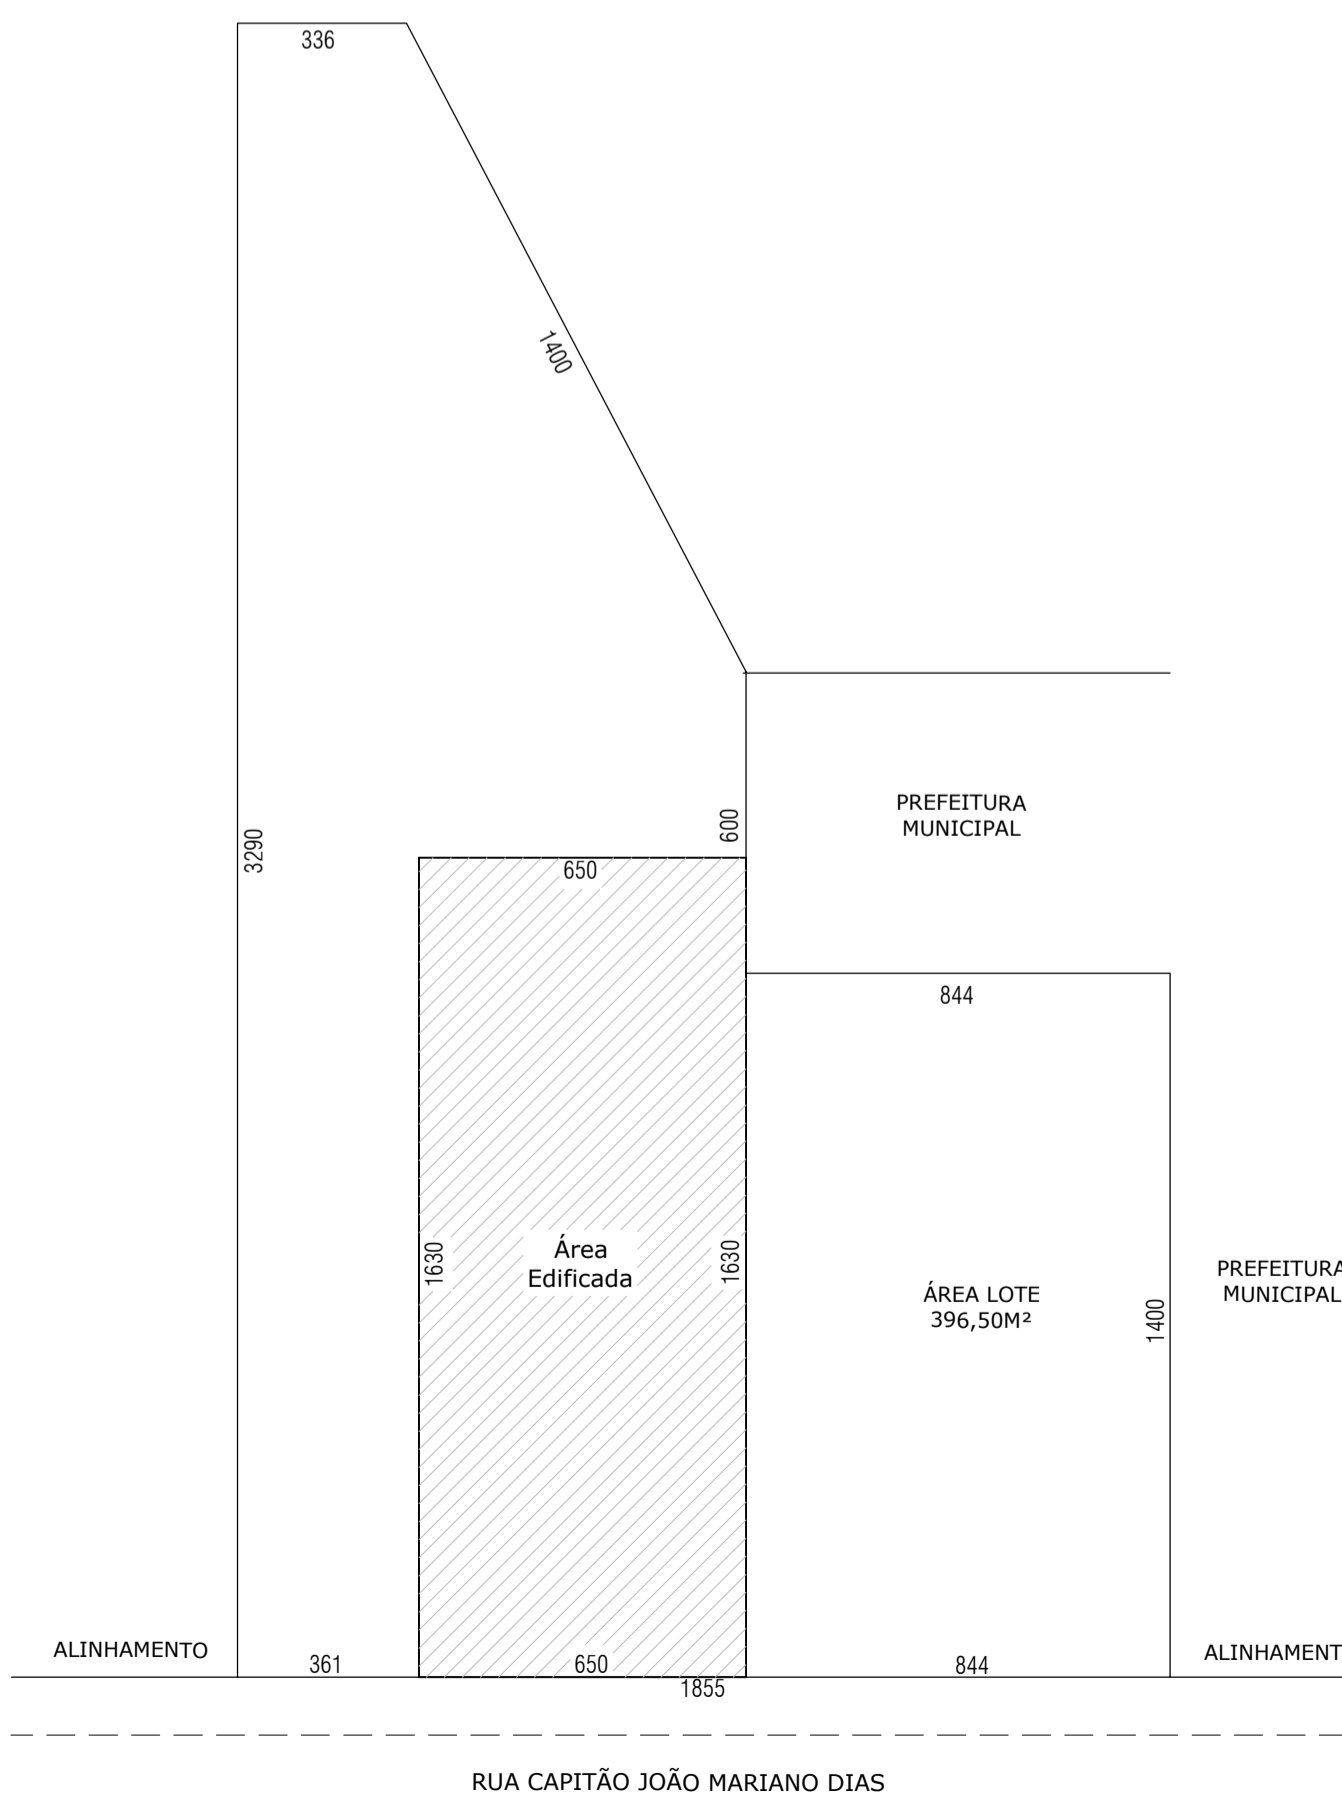 336
1400
PREFEITURA
MUNICIPAL
600
3290
650
844
1630
Área
Edificada
1630
PREFEITURA
MUNICIPAL
ÁREA LOTE
396,50M²
1400
ALINHAMENTO
361
650
844
ALINHAMENT
1855
RUA CAPITÃO JOÃO MARIANO DIAS